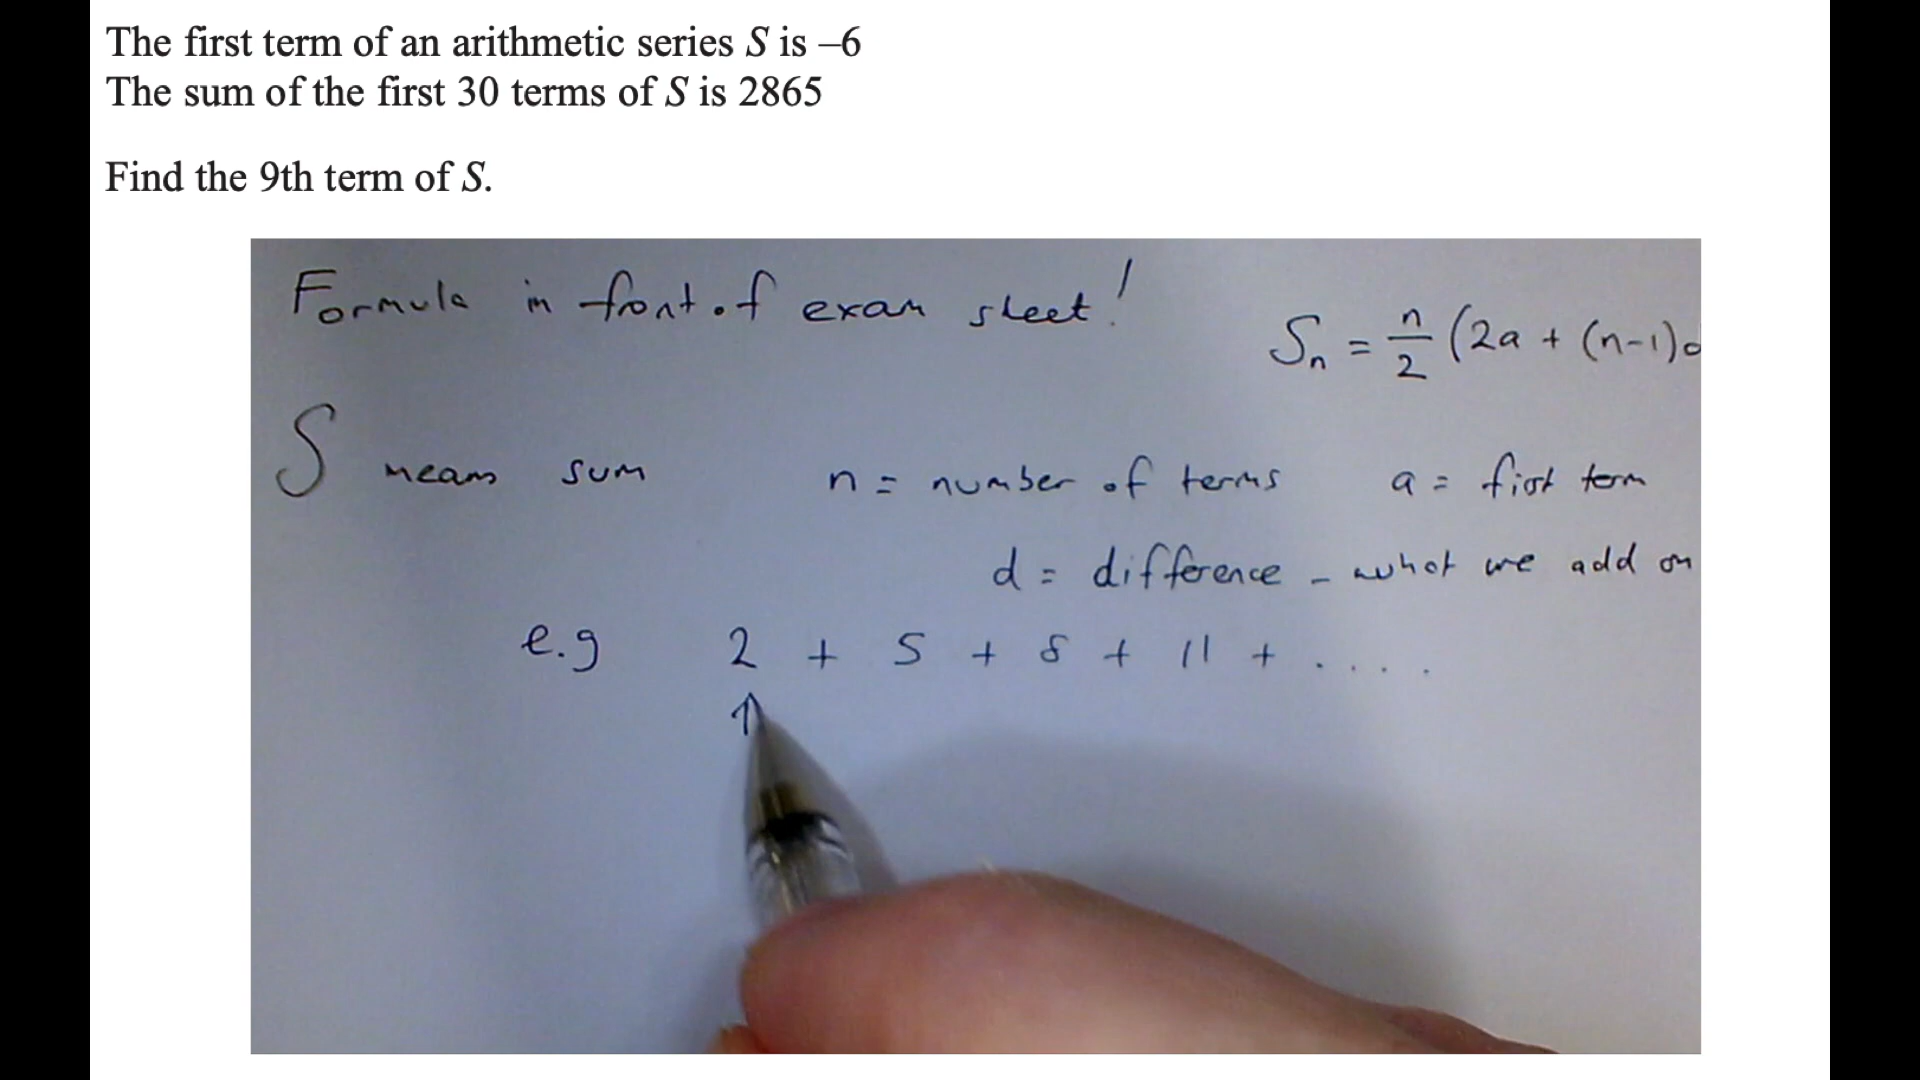 The first term of an arithmetic series S is –6
The sum of the first 30 terms of S is 2865
Find the 9th term of S.
Formula in front of exam sheet!
Sn = n/2 (2a + (n-1)d
S means sum
n = number of terms
a = first term
d = difference - what we add on
e.g 2 + 5 + 8 + 11 + ....